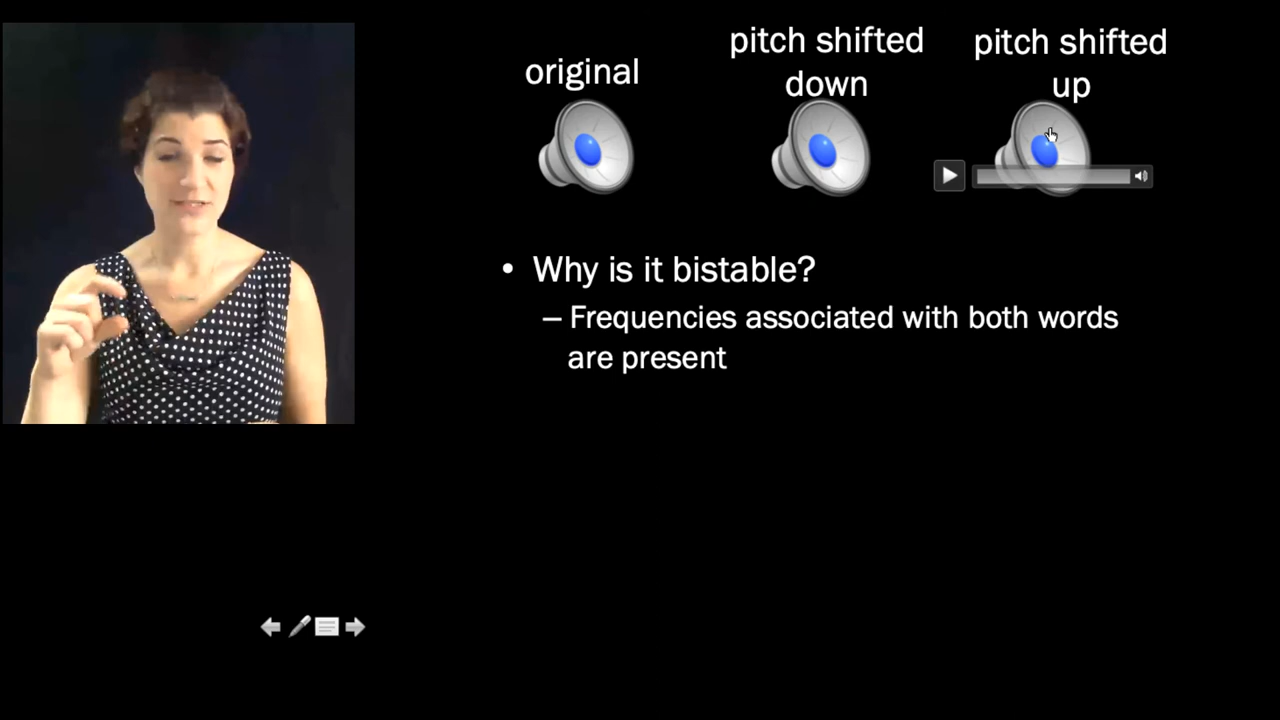 original
pitch shifted
down
pitch shifted
up
• Why is it bistable?
– Frequencies associated with both words
are present